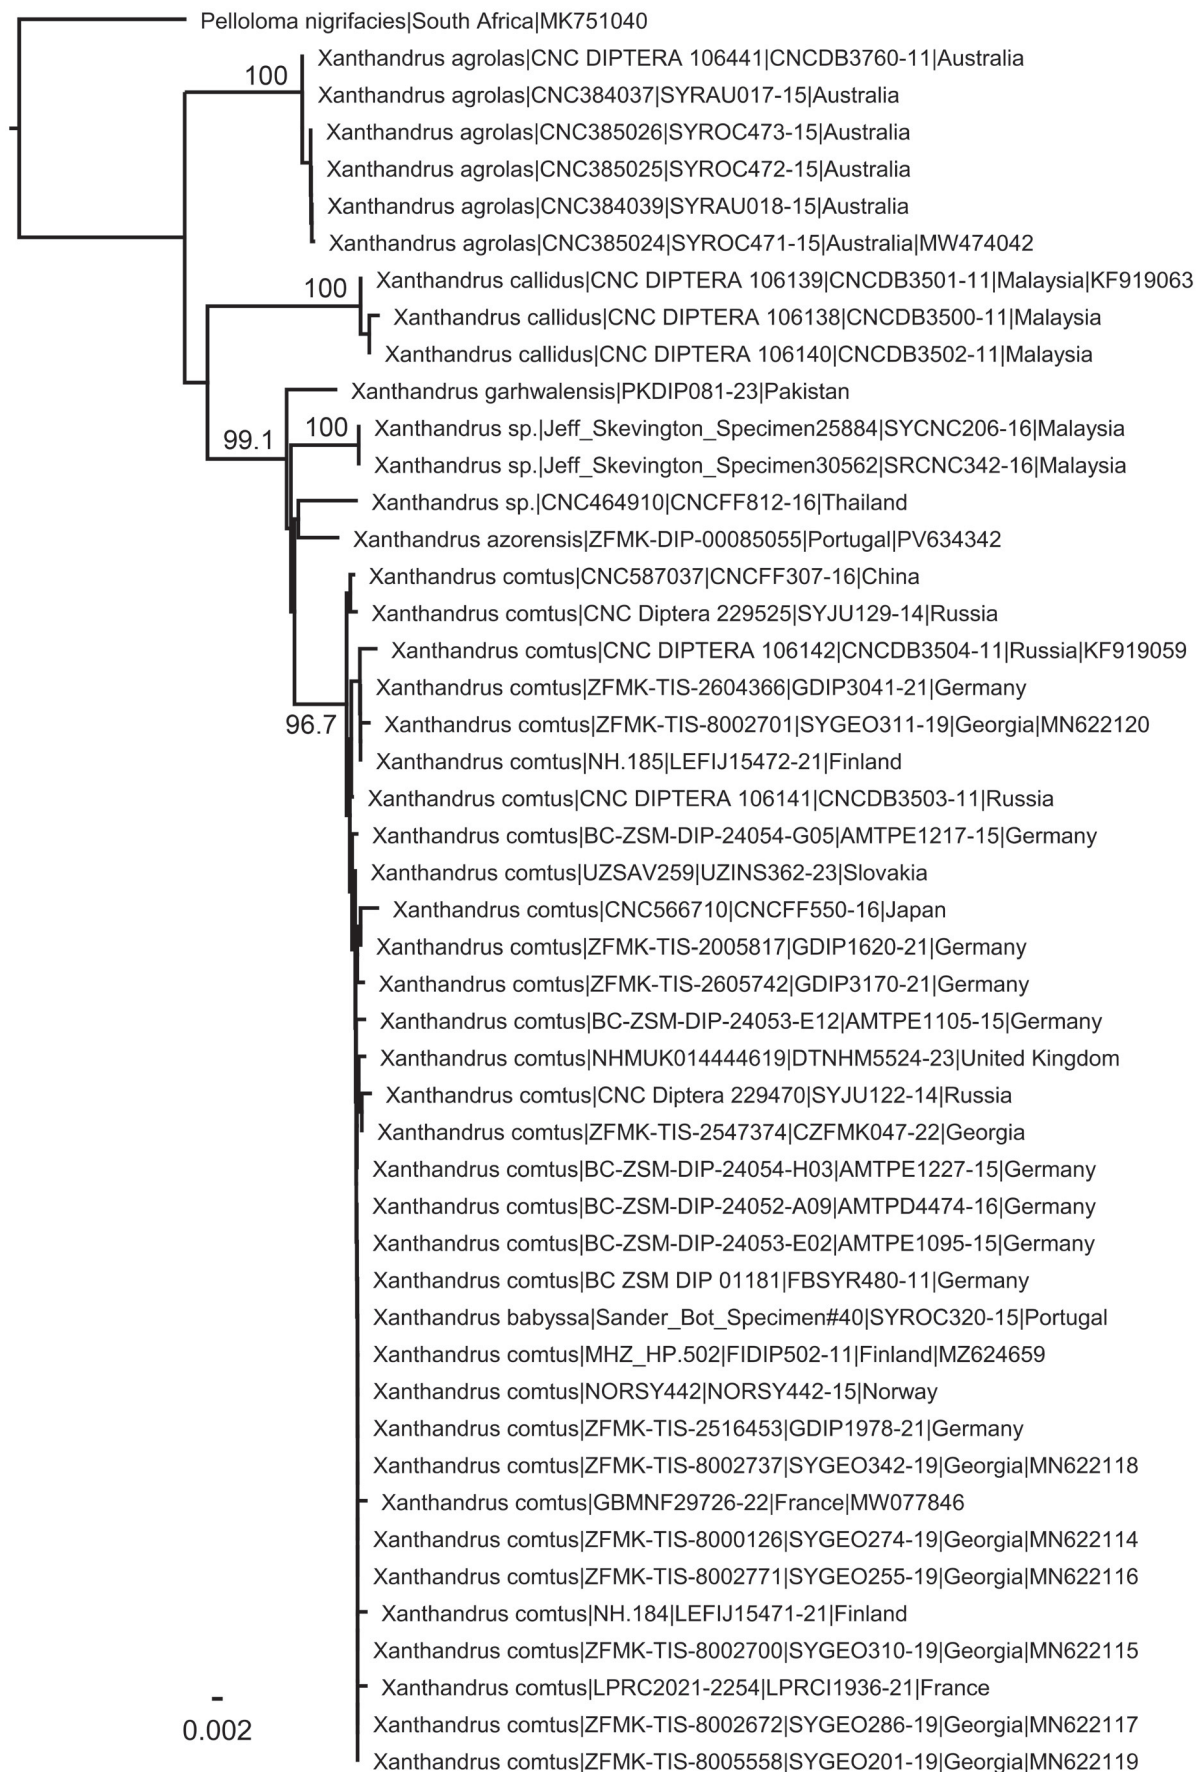 Pelloloma nigrifacies|South Africa|MK751040
Xanthandrus agrolas|CNC DIPTERA 106441|CNCDB3760-11|Australia
100
Xanthandrus agrolas|CNC384037|SYRAU017-15|Australia
Xanthandrus agrolas|CNC385026|SYROC473-15|Australia
Xanthandrus agrolas|CNC385025|SYROC472-15|Australia
Xanthandrus agrolas|CNC384039|SYRAU018-15|Australia
Xanthandrus agrolas|CNC385024|SYROC471-15|Australia|MW474042
Xanthandrus callidus|CNC DIPTERA 106139|CNCDB3501-11|Malaysia|KF919063
100
Xanthandrus callidus|CNC DIPTERA 106138|CNCDB3500-11|Malaysia
Xanthandrus callidus|CNC DIPTERA 106140|CNCDB3502-11|Malaysia
Xanthandrus garhwalensis|PKDIP081-23|Pakistan
100
Xanthandrus sp.|Jeff_Skevington_Specimen25884|SYCNC206-16|Malaysia
99.1
Xanthandrus sp.|Jeff_Skevington_Specimen30562|SRCNC342-16|Malaysia
Xanthandrus sp.|CNC464910|CNCFF812-16|Thailand
Xanthandrus azorensis|ZFMK-DIP-00085055|Portugal|PV634342
Xanthandrus comtus|CNC587037|CNCFF307-16|China
Xanthandrus comtus|CNC Diptera 229525|SYJU129-14|Russia
Xanthandrus comtus|CNC DIPTERA 106142|CNCDB3504-11|Russia|KF919059
Xanthandrus comtus|ZFMK-TIS-2604366|GDIP3041-21|Germany
96.7
Xanthandrus comtus|ZFMK-TIS-8002701|SYGEO311-19|Georgia|MN622120
Xanthandrus comtus|NH.185|LEFIJ15472-21|Finland
Xanthandrus comtus|CNC DIPTERA 106141|CNCDB3503-11|Russia
Xanthandrus comtus|BC-ZSM-DIP-24054-G05|AMTPE1217-15|Germany
Xanthandrus comtus|UZSAV259|UZINS362-23|Slovakia
Xanthandrus comtus|CNC566710|CNCFF550-16|Japan
Xanthandrus comtus|ZFMK-TIS-2005817|GDIP1620-21|Germany
Xanthandrus comtus|ZFMK-TIS-2605742|GDIP3170-21|Germany
Xanthandrus comtus|BC-ZSM-DIP-24053-E12|AMTPE1105-15|Germany
Xanthandrus comtus|NHMUK014444619|DTNHM5524-23|United Kingdom
Xanthandrus comtus|CNC Diptera 229470|SYJU122-14|Russia
Xanthandrus comtus|ZFMK-TIS-2547374|CZFMK047-22|Georgia
Xanthandrus comtus|BC-ZSM-DIP-24054-H03|AMTPE1227-15|Germany
Xanthandrus comtus|BC-ZSM-DIP-24052-A09|AMTPD4474-16|Germany
Xanthandrus comtus|BC-ZSM-DIP-24053-E02|AMTPE1095-15|Germany
Xanthandrus comtus|BC ZSM DIP 01181|FBSYR480-11|Germany
Xanthandrus babyssa|Sander_Bot_Specimen#40|SYROC320-15|Portugal
Xanthandrus comtus|MHZ_HP.502|FIDIP502-11|Finland|MZ624659
Xanthandrus comtus|NORSY442|NORSY442-15|Norway
Xanthandrus comtus|ZFMK-TIS-2516453|GDIP1978-21|Germany
Xanthandrus comtus|ZFMK-TIS-8002737|SYGEO342-19|Georgia|MN622118
Xanthandrus comtus|GBMNF29726-22|France|MW077846
Xanthandrus comtus|ZFMK-TIS-8000126|SYGEO274-19|Georgia|MN622114
Xanthandrus comtus|ZFMK-TIS-8002771|SYGEO255-19|Georgia|MN622116
Xanthandrus comtus|NH.184|LEFIJ15471-21|Finland
Xanthandrus comtus|ZFMK-TIS-8002700|SYGEO310-19|Georgia|MN622115
Xanthandrus comtus|LPRC2021-2254|LPRCI1936-21|France
0.002
Xanthandrus comtus|ZFMK-TIS-8002672|SYGEO286-19|Georgia|MN622117
Xanthandrus comtus|ZFMK-TIS-8005558|SYGEO201-19|Georgia|MN622119